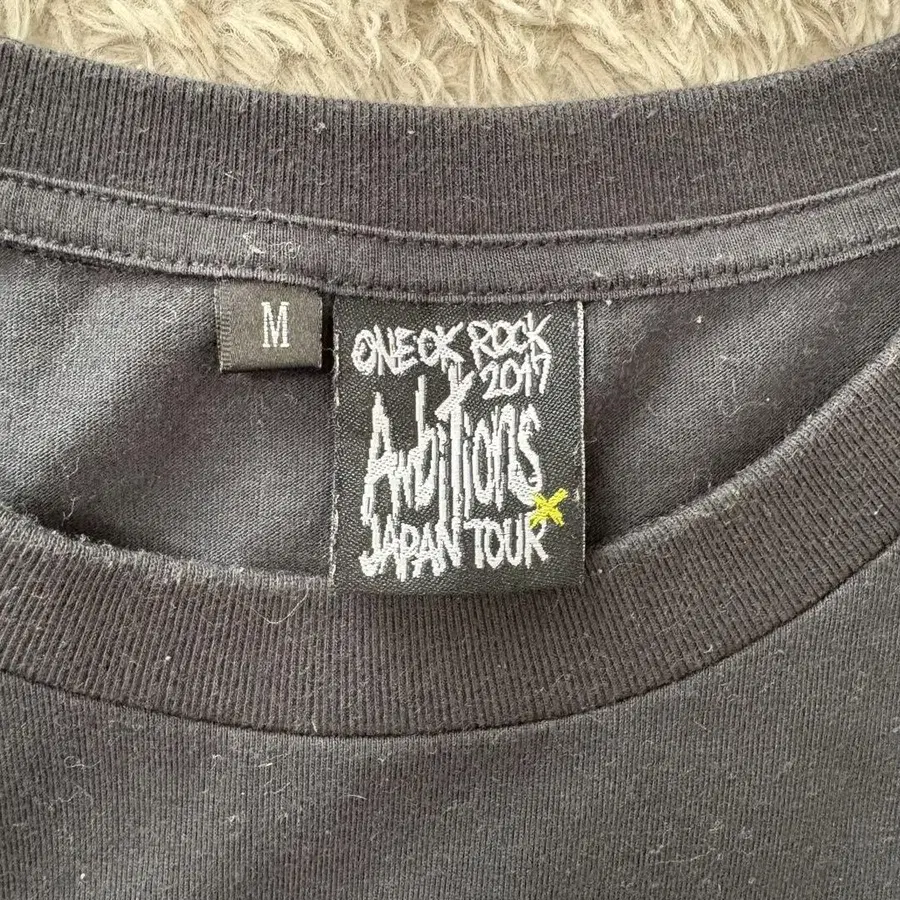 M
ONE OK ROCK
2017
Ambitions
JAPAN TOUR